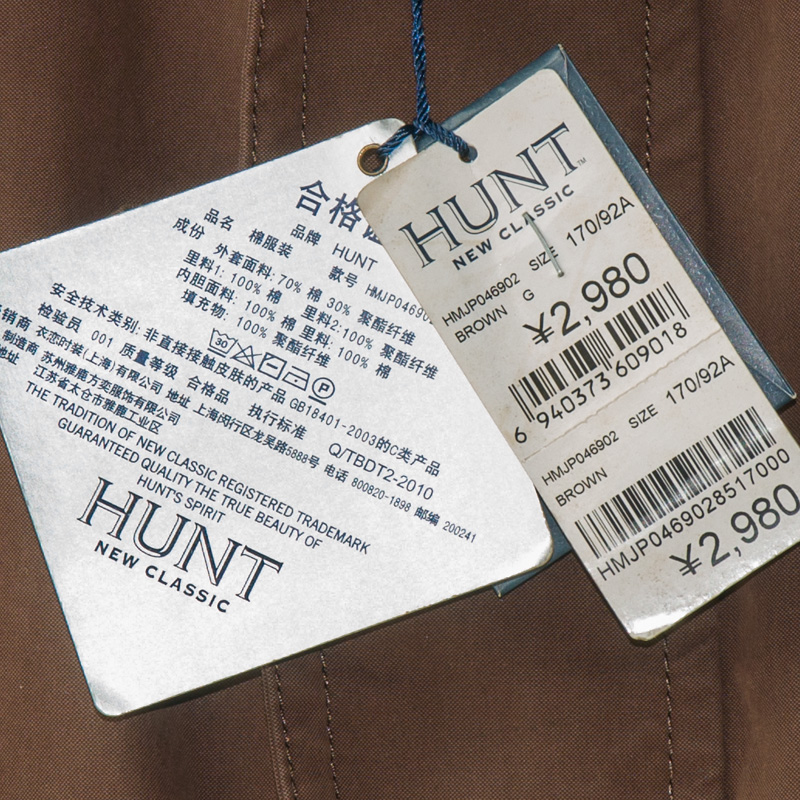 合格
品名 棉服装 品牌 HUNT
成份 外套面料:70% 棉 30% 聚酯纤维 款号 HMJP04690
里料1: 100% 棉 里料2:100% 聚酯纤维
内胆面料: 100% 棉 里料: 100% 棉
填充物: 100% 聚酯纤维
30 P
安全技术类别: 非直接接触皮肤的产品 GB18401-2003的C类产品
检验员 001 质量等级 合格品 执行标准 Q/TBDT2-2010
销商 衣恋时装(上海)有限公司 地址 上海闵行区龙吴路5888号 电话 800820-1898 邮编 200241
制造商 苏州雅鹿方奕服饰有限公司
地址 江苏省太仓市雅鹿工业区
THE TRADITION OF NEW CLASSIC REGISTERED TRADEMARK
GUARANTEED QUALITY THE TRUE BEAUTY OF
HUNT'S SPIRIT
HUNT
NEW CLASSIC
HUNT™
NEW CLASSIC
HMJP046902 SIZE 170/92A
BROWN G
¥2,980
6 940373 609018
HMJP046902 SIZE 170/92A
BROWN
HMJP0469028517000
¥2,980